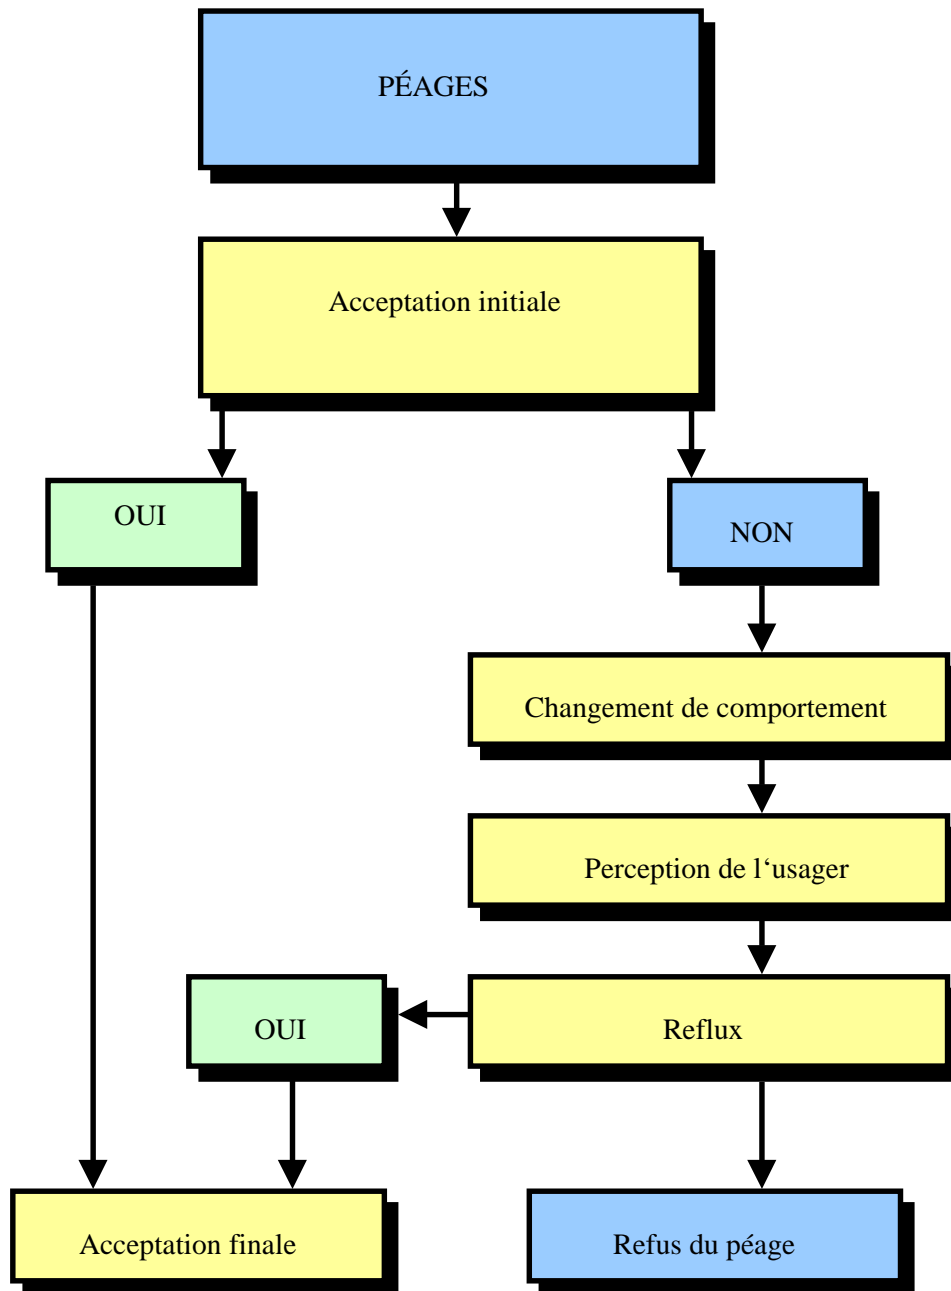 PÉAGES
Acceptation initiale
OUI
NON
Changement de comportement
Perception de l‘usager
OUI
Reflux
Acceptation finale
Refus du péage